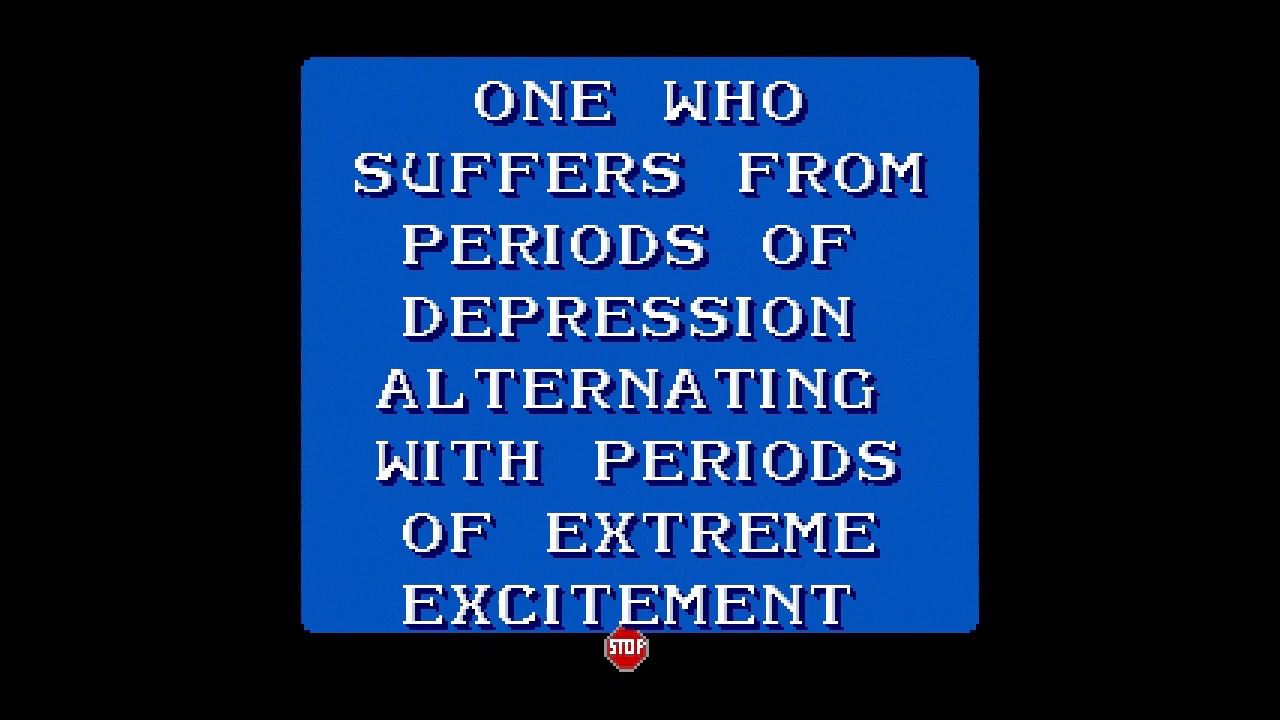 ONE WHO
SUFFERS FROM
PERIODS OF
DEPRESSION
ALTERNATING
WITH PERIODS
OF EXTREME
EXCITEMENT
STOP